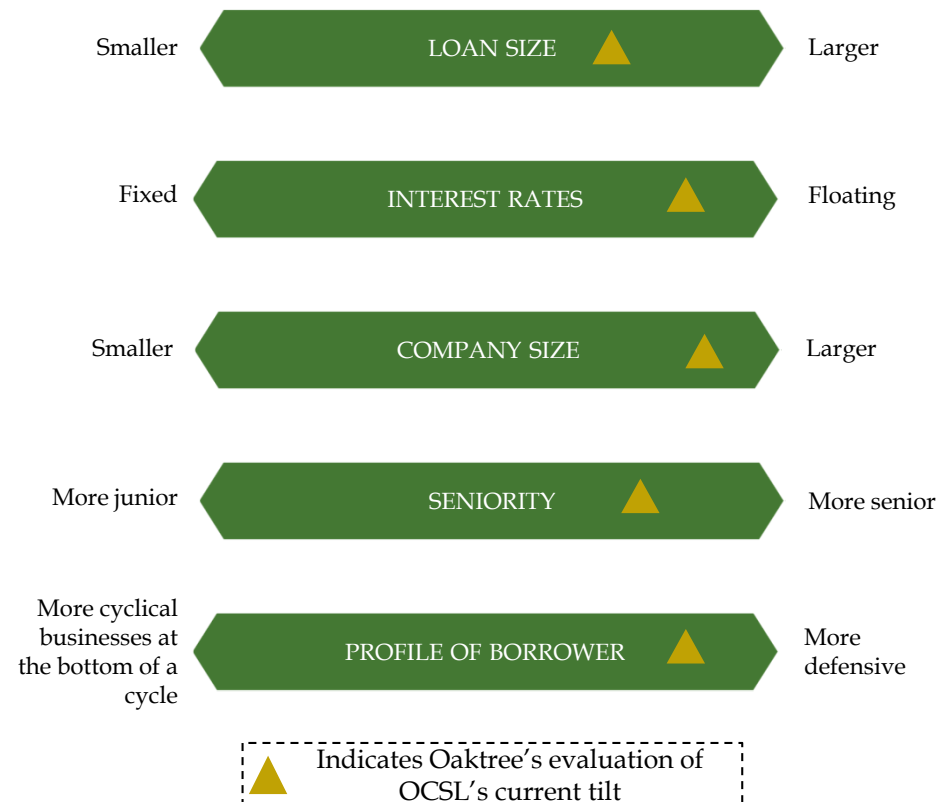 Smaller
LOAN SIZE
Larger
Fixed
INTEREST RATES
Floating
Smaller
COMPANY SIZE
Larger
More junior
SENIORITY
More senior
More cyclical
businesses at
the bottom of a
cycle
PROFILE OF BORROWER
More
defensive
Indicates Oaktree’s evaluation of
OCSL’s current tilt